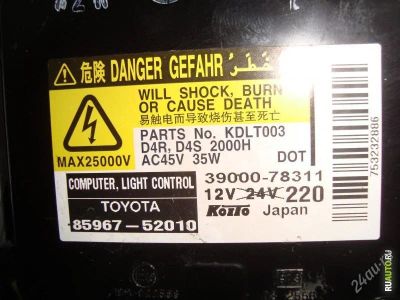 危険 DANGER GEFAHR خطر
WILL SHOCK, BURN
OR CAUSE DEATH
易触电而导致烧伤甚至死亡
PARTS No. KDLT003
D4R, D4S 2000H
MAX25000V
AC45V 35W DOT
COMPUTER, LIGHT CONTROL
39000-78311
12V 24V 220
TOYOTA
Koito Japan
85967-52010
753232886
RUAUTO.RU